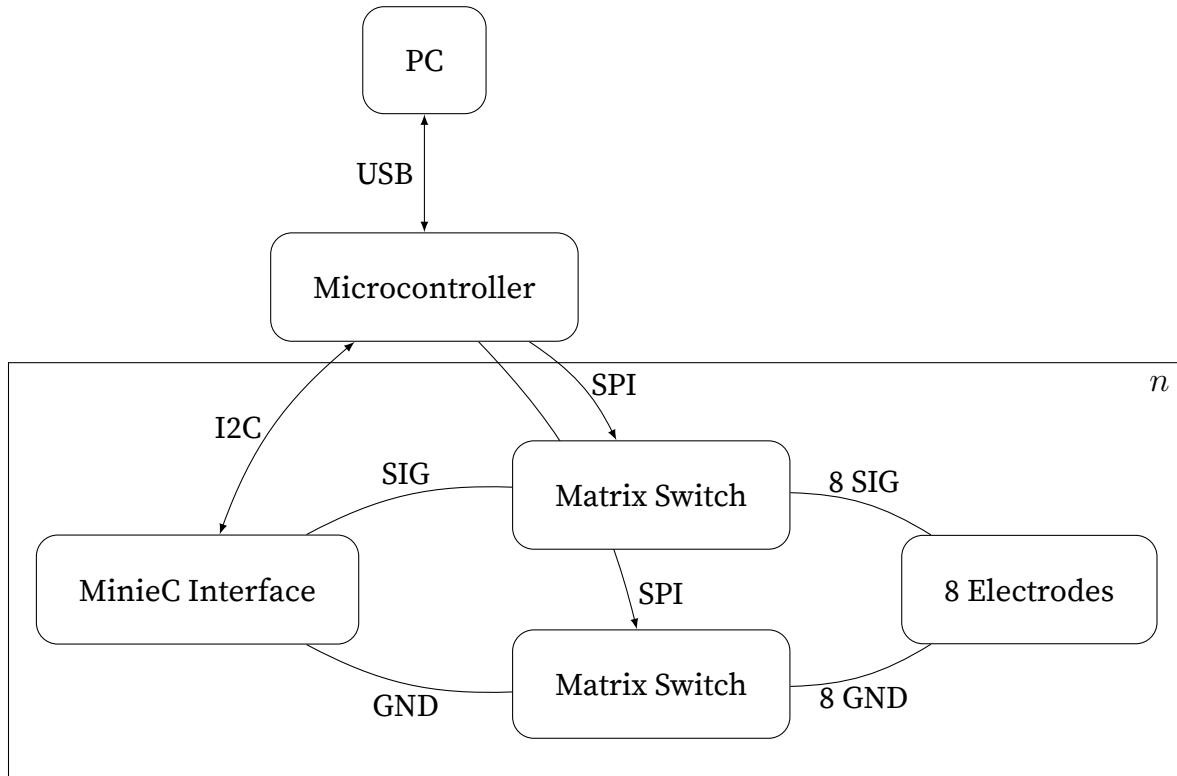 PC
USB
Microcontroller
n
SPI
I2C
SIG
Matrix Switch
8 SIG
MinieC Interface
SPI
8 Electrodes
Matrix Switch
GND
8 GND